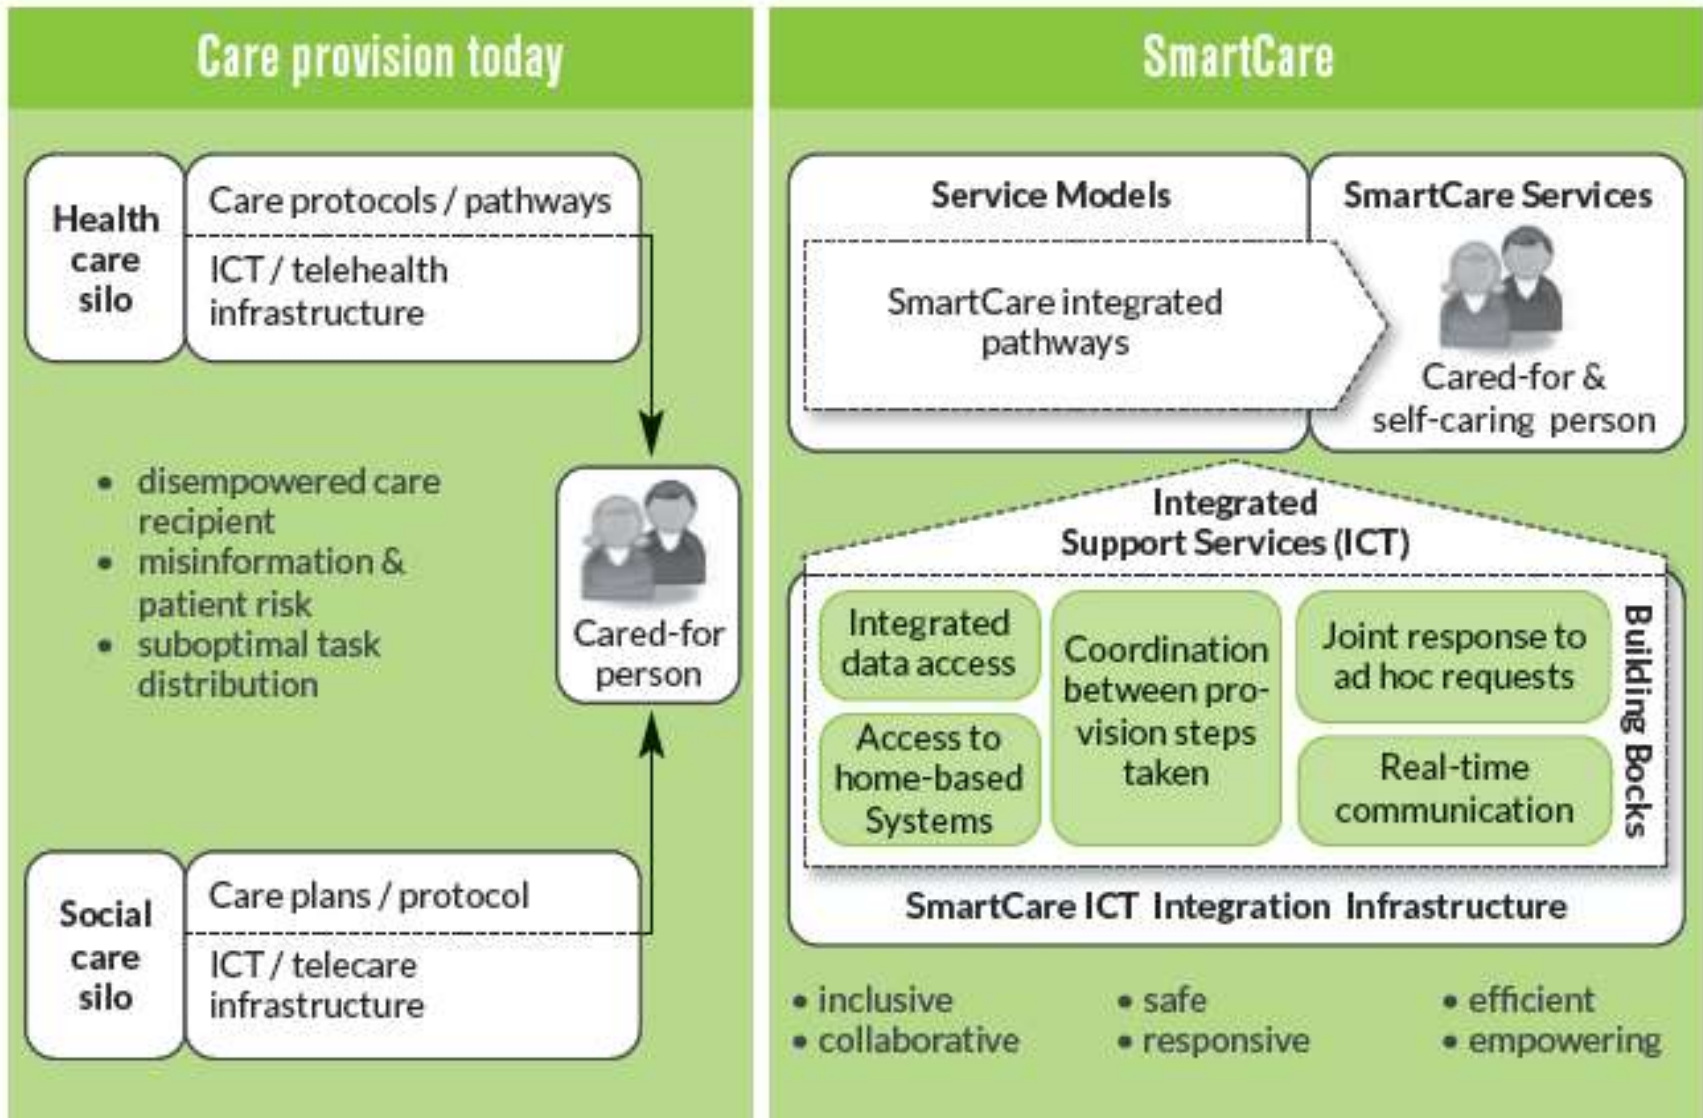 Care provision today
Health
care
silo
Care protocols / pathways
ICT / telehealth
infrastructure
• disempowered care
recipient
• misinformation &
patient risk
• suboptimal task
distribution
Cared-for
person
Social
care
silo
Care plans / protocol
ICT / telecare
infrastructure
SmartCare
Service Models
SmartCare integrated
pathways
SmartCare Services
Cared-for &
self-caring person
Integrated
Support Services (ICT)
Integrated
data access
Access to
home-based
Systems
Coordination
between pro-
vision steps
taken
Joint response to
ad hoc requests
Real-time
communication
Building Bocks
SmartCare ICT Integration Infrastructure
• inclusive
• collaborative
• safe
• responsive
• efficient
• empowering